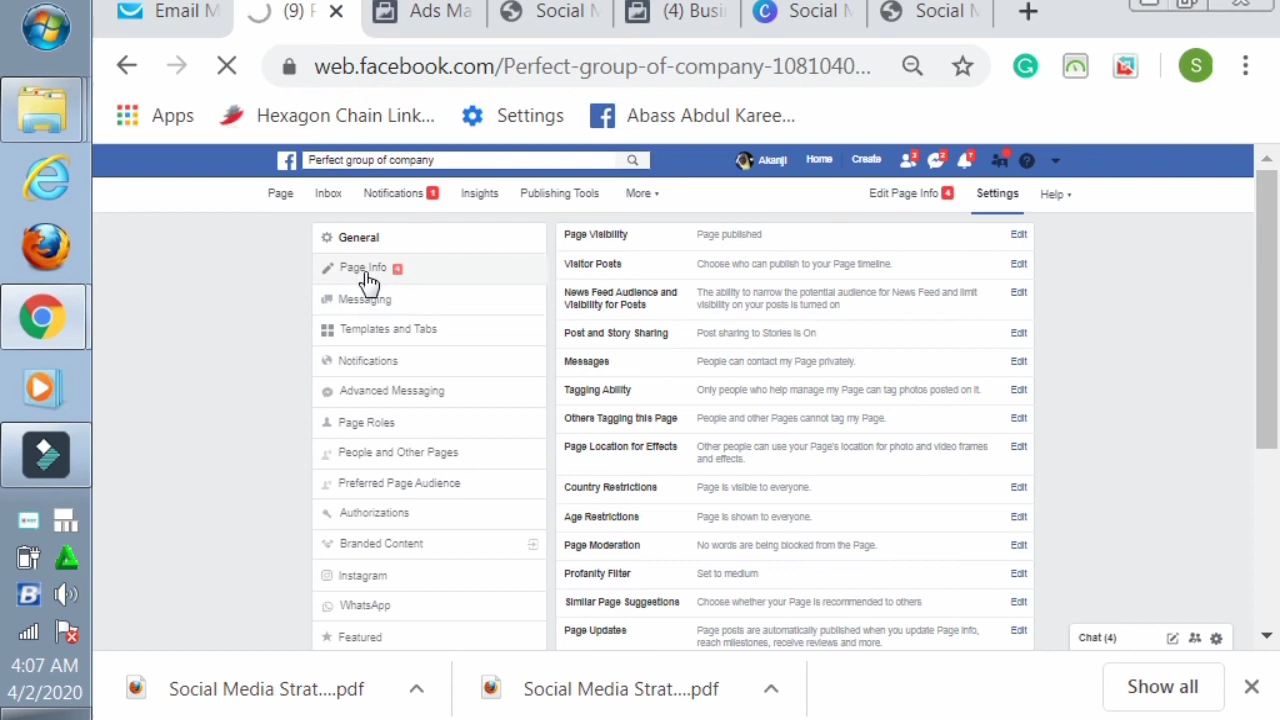 Email M
(9) F
Ads Ma
Social M
(4) Busi
Social M
Social M
web.facebook.com/Perfect-group-of-company-1081040...
S
Apps
Hexagon Chain Link...
Settings
Abass Abdul Karee...
Perfect group of company
Akanji
Home
Create
3
2
7
Page
Inbox
Notifications 1
Insights
Publishing Tools
More
Edit Page Info 4
Settings
Help
General
Page Info 4
Messaging
Templates and Tabs
Notifications
Advanced Messaging
Page Roles
People and Other Pages
Preferred Page Audience
Authorizations
Branded Content
Instagram
WhatsApp
Featured
Page Visibility Page published Edit
Visitor Posts Choose who can publish to your Page timeline. Edit
News Feed Audience and The ability to narrow the potential audience for News Feed and limit Edit
Visibility for Posts visibility on your posts is turned on
Post and Story Sharing Post sharing to Stories is On Edit
Messages People can contact my Page privately. Edit
Tagging Ability Only people who help manage my Page can tag photos posted on it. Edit
Others Tagging this Page People and other Pages cannot tag my Page. Edit
Page Location for Effects Other people can use your Page's location for photo and video frames Edit
and effects.
Country Restrictions Page is visible to everyone. Edit
Age Restrictions Page is shown to everyone. Edit
Page Moderation No words are being blocked from the Page. Edit
Profanity Filter Set to medium Edit
Similar Page Suggestions Choose whether your Page is recommended to others Edit
Page Updates Page posts are automatically published when you update Page info, Edit
reach milestones, receive reviews and more.
Chat (4)
4:07 AM
4/2/2020
Social Media Strat....pdf
Social Media Strat....pdf
Show all